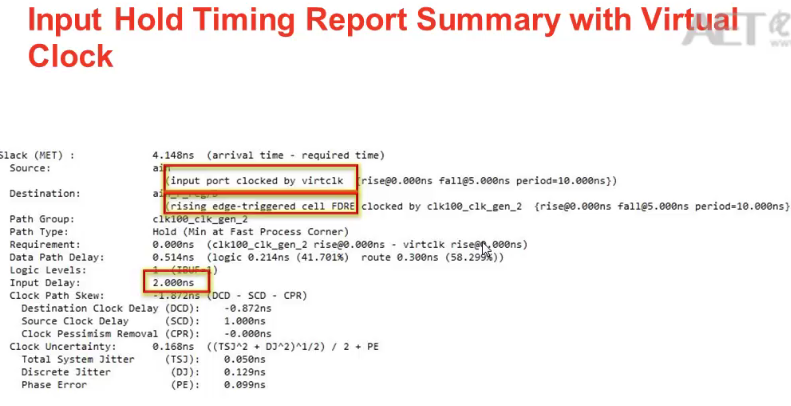 Input Hold Timing Report Summary with Virtual
Clock
AET
www
Slack (MET) : 4.148ns (arrival time - required time)
Source: ain
(input port clocked by virtclk {rise@0.000ns fall@5.000ns period=10.000ns})
Destination:
(rising edge-triggered cell FDRE clocked by clk100_clk_gen_2 {rise@0.000ns fall@5.000ns period=10.000ns})
Path Group: clk100_clk_gen_2
Path Type: Hold (Min at Fast Process Corner)
Requirement: 0.000ns (clk100_clk_gen_2 rise@0.000ns - virtclk rise@0.000ns)
Data Path Delay: 0.514ns (logic 0.214ns (41.701%) route 0.300ns (58.299%))
Logic Levels: 1 (IBUF=1)
Input Delay: 2.000ns
Clock Path Skew: -1.872ns (DCD - SCD - CPR)
Destination Clock Delay (DCD): -0.872ns
Source Clock Delay (SCD): 1.000ns
Clock Pessimism Removal (CPR): -0.000ns
Clock Uncertainty: 0.168ns ((TSJ^2 + DJ^2)^1/2) / 2 + PE
Total System Jitter (TSJ): 0.050ns
Discrete Jitter (DJ): 0.129ns
Phase Error (PE): 0.099ns